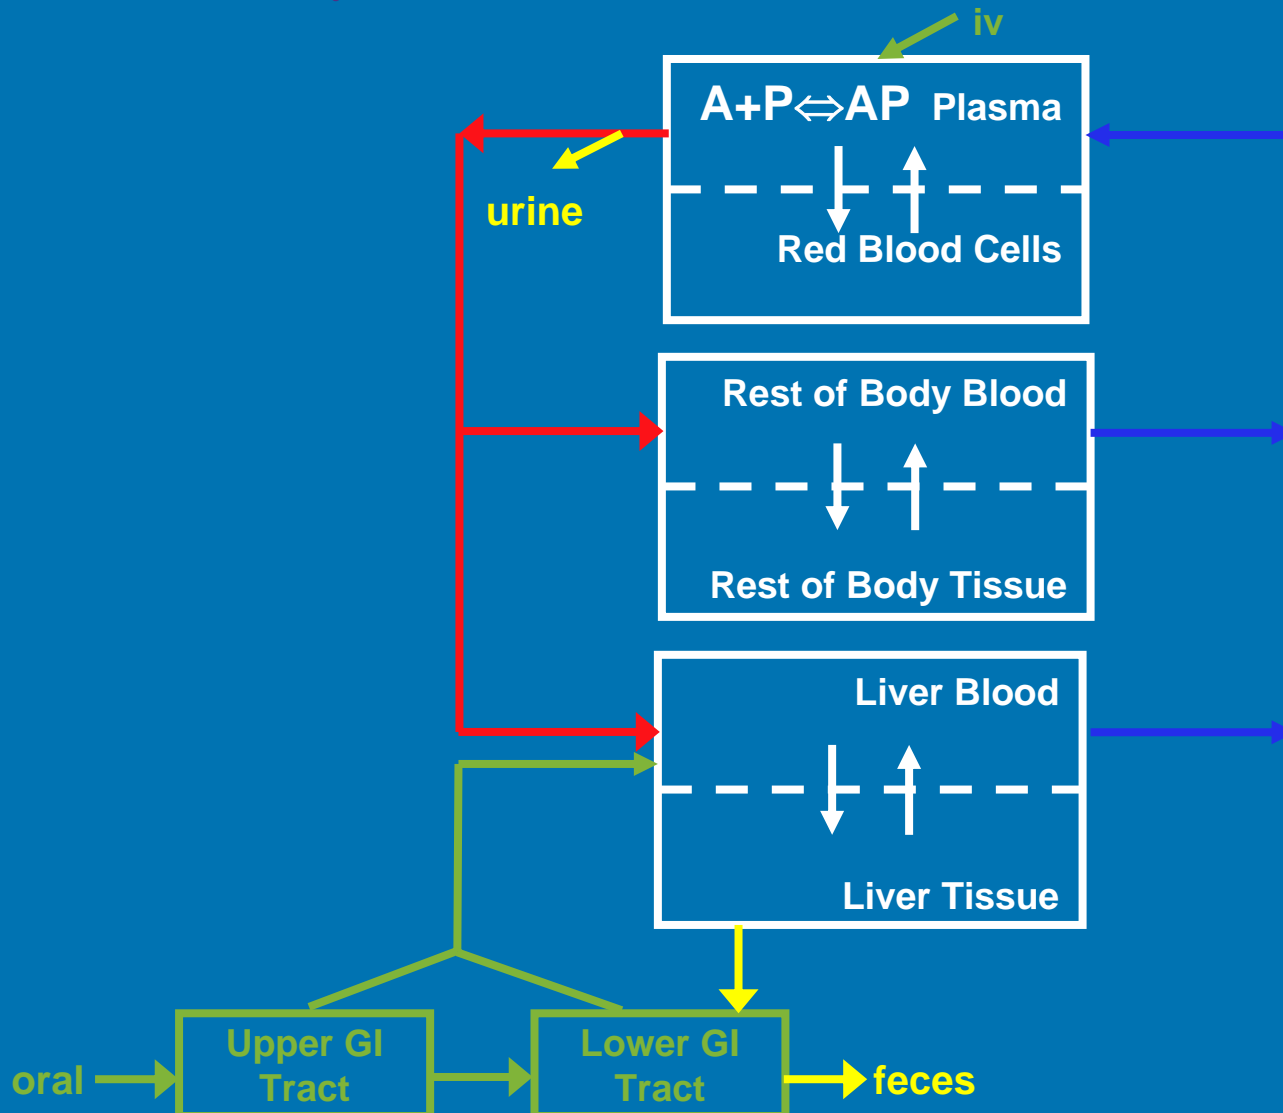 iv
A+P⇔AP Plasma
urine
Red Blood Cells
Rest of Body Blood
Rest of Body Tissue
Liver Blood
Liver Tissue
Upper GI
Tract
Lower GI
Tract
oral
feces